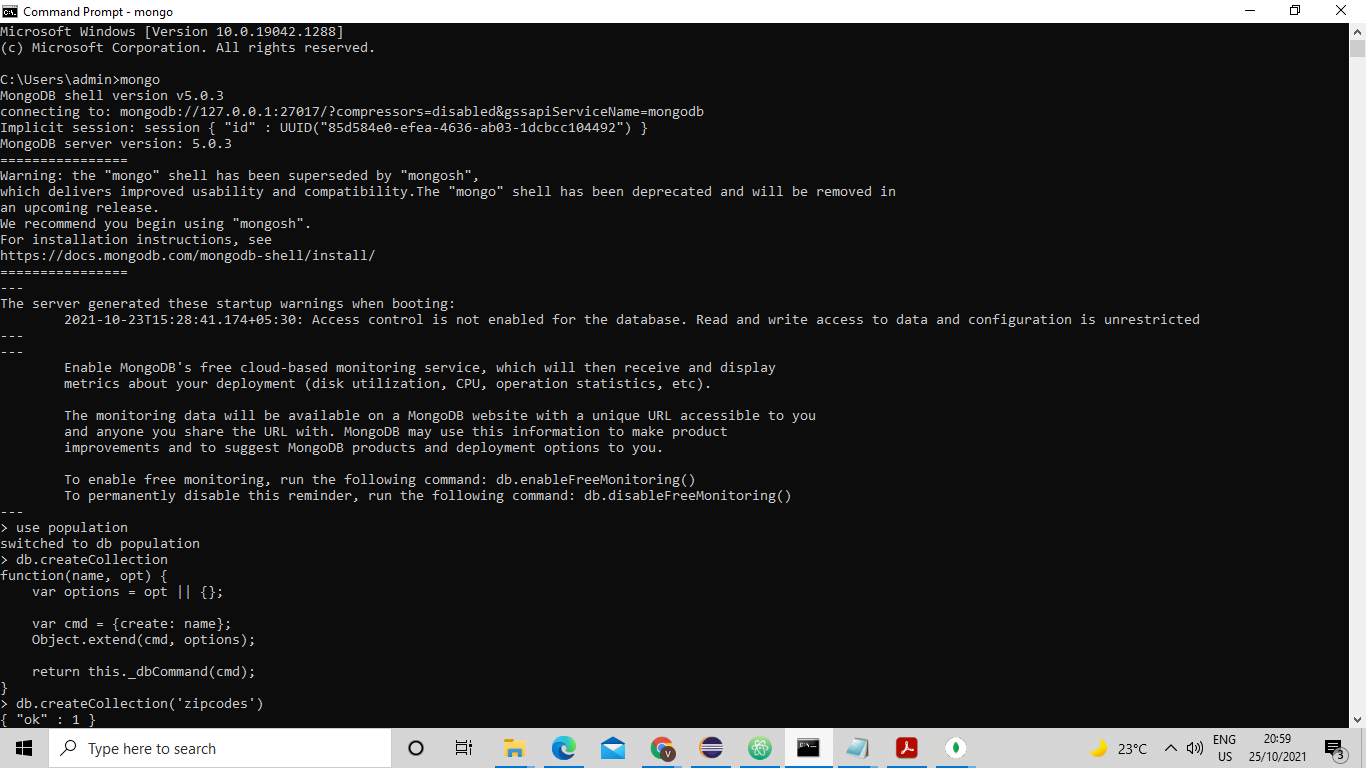 Command Prompt - mongo
Microsoft Windows [Version 10.0.19042.1288]
(c) Microsoft Corporation. All rights reserved.
C:\Users\admin>mongo
MongoDB shell version v5.0.3
connecting to: mongodb://127.0.0.1:27017/?compressors=disabled&gssapiServiceName=mongodb
Implicit session: session { "id" : UUID("85d584e0-efea-4636-ab03-1dcbcc104492") }
MongoDB server version: 5.0.3
================
Warning: the "mongo" shell has been superseded by "mongosh",
which delivers improved usability and compatibility.The "mongo" shell has been deprecated and will be removed in
an upcoming release.
We recommend you begin using "mongosh".
For installation instructions, see
https://docs.mongodb.com/mongodb-shell/install/
================
---
The server generated these startup warnings when booting:
        2021-10-23T15:28:41.174+05:30: Access control is not enabled for the database. Read and write access to data and configuration is unrestricted
---
---
        Enable MongoDB's free cloud-based monitoring service, which will then receive and display
        metrics about your deployment (disk utilization, CPU, operation statistics, etc).
        The monitoring data will be available on a MongoDB website with a unique URL accessible to you
        and anyone you share the URL with. MongoDB may use this information to make product
        improvements and to suggest MongoDB products and deployment options to you.
        To enable free monitoring, run the following command: db.enableFreeMonitoring()
        To permanently disable this reminder, run the following command: db.disableFreeMonitoring()
---
> use population
switched to db population
> db.createCollection
function(name, opt) {
    var options = opt || {};
    var cmd = {create: name};
    Object.extend(cmd, options);
    return this._dbCommand(cmd);
}
> db.createCollection('zipcodes')
{ "ok" : 1 }
Type here to search
23°C
ENG
US
20:59
25/10/2021
3